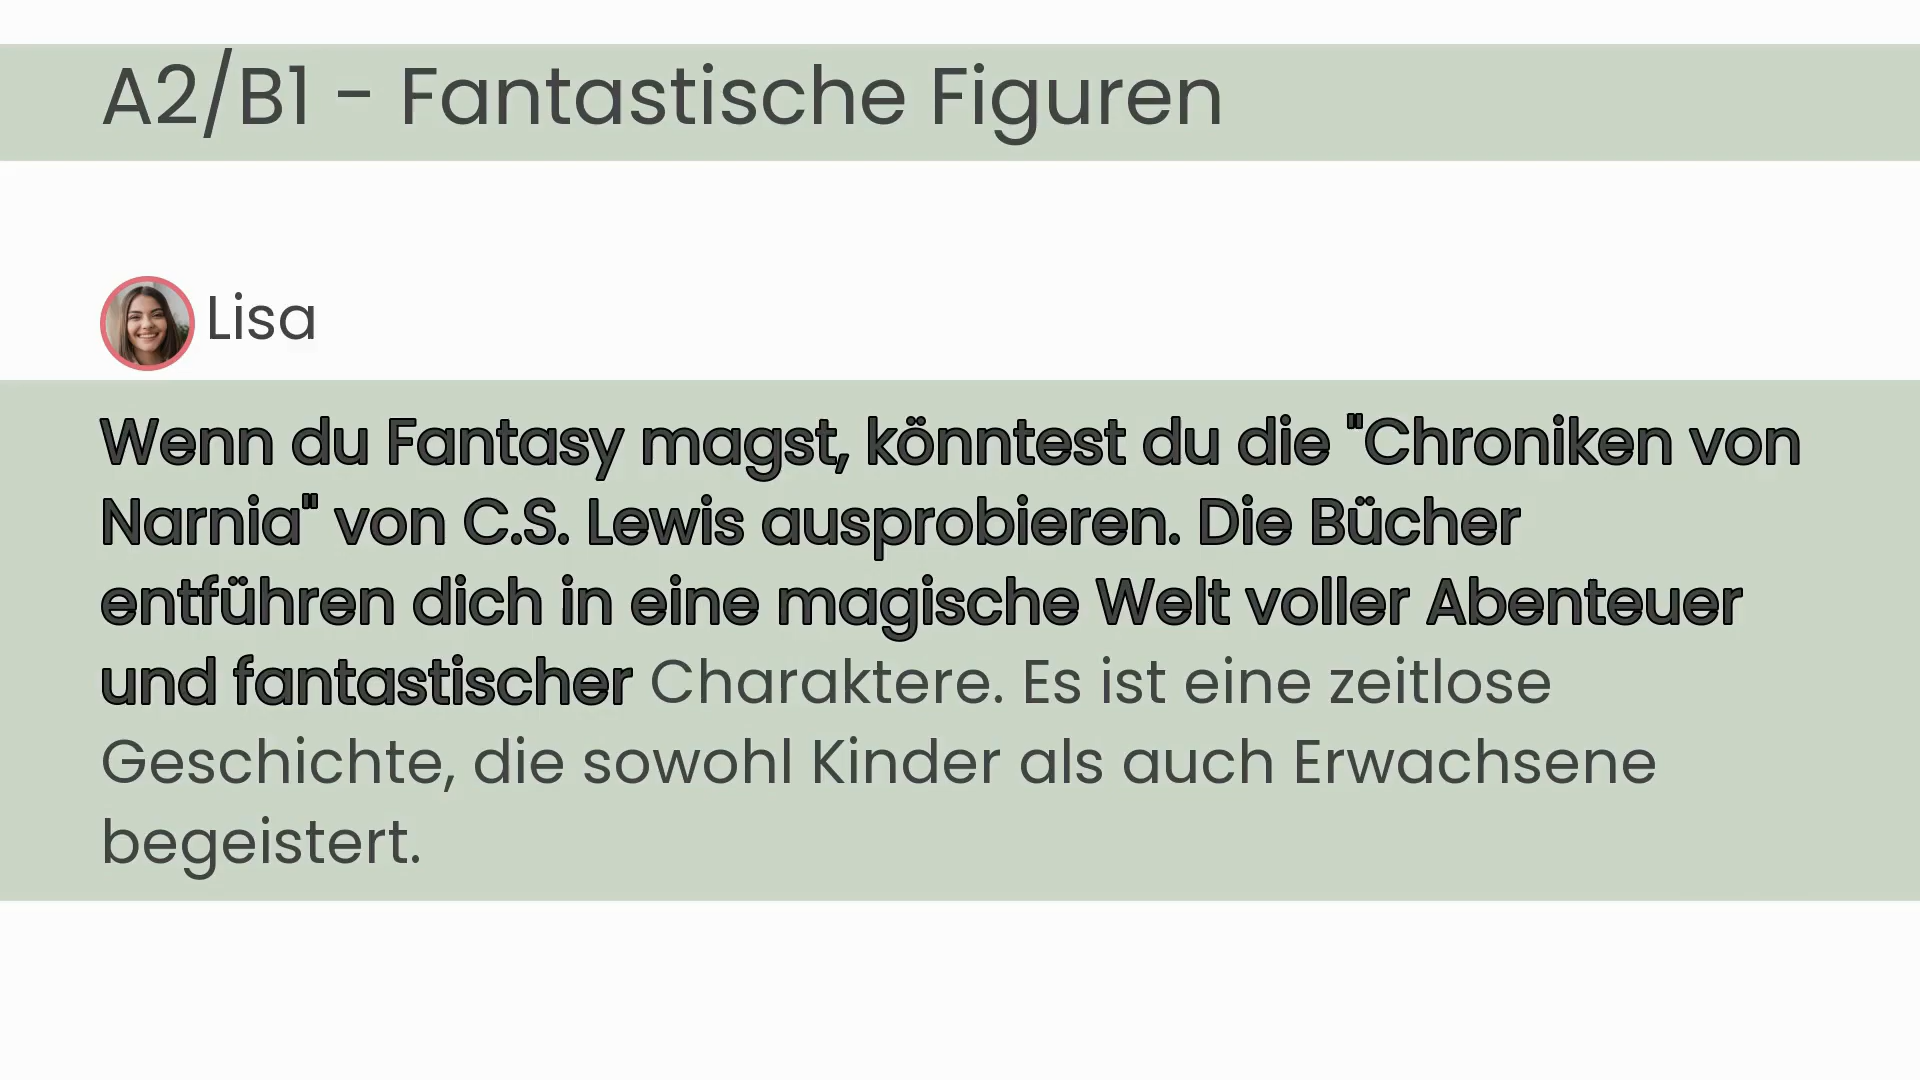 A2/B1 - Fantastische Figuren
Lisa
Wenn du Fantasy magst, könntest du die "Chroniken von
Narnia" von C.S. Lewis ausprobieren. Die Bücher
entführen dich in eine magische Welt voller Abenteuer
und fantastischer Charaktere. Es ist eine zeitlose
Geschichte, die sowohl Kinder als auch Erwachsene
begeistert.